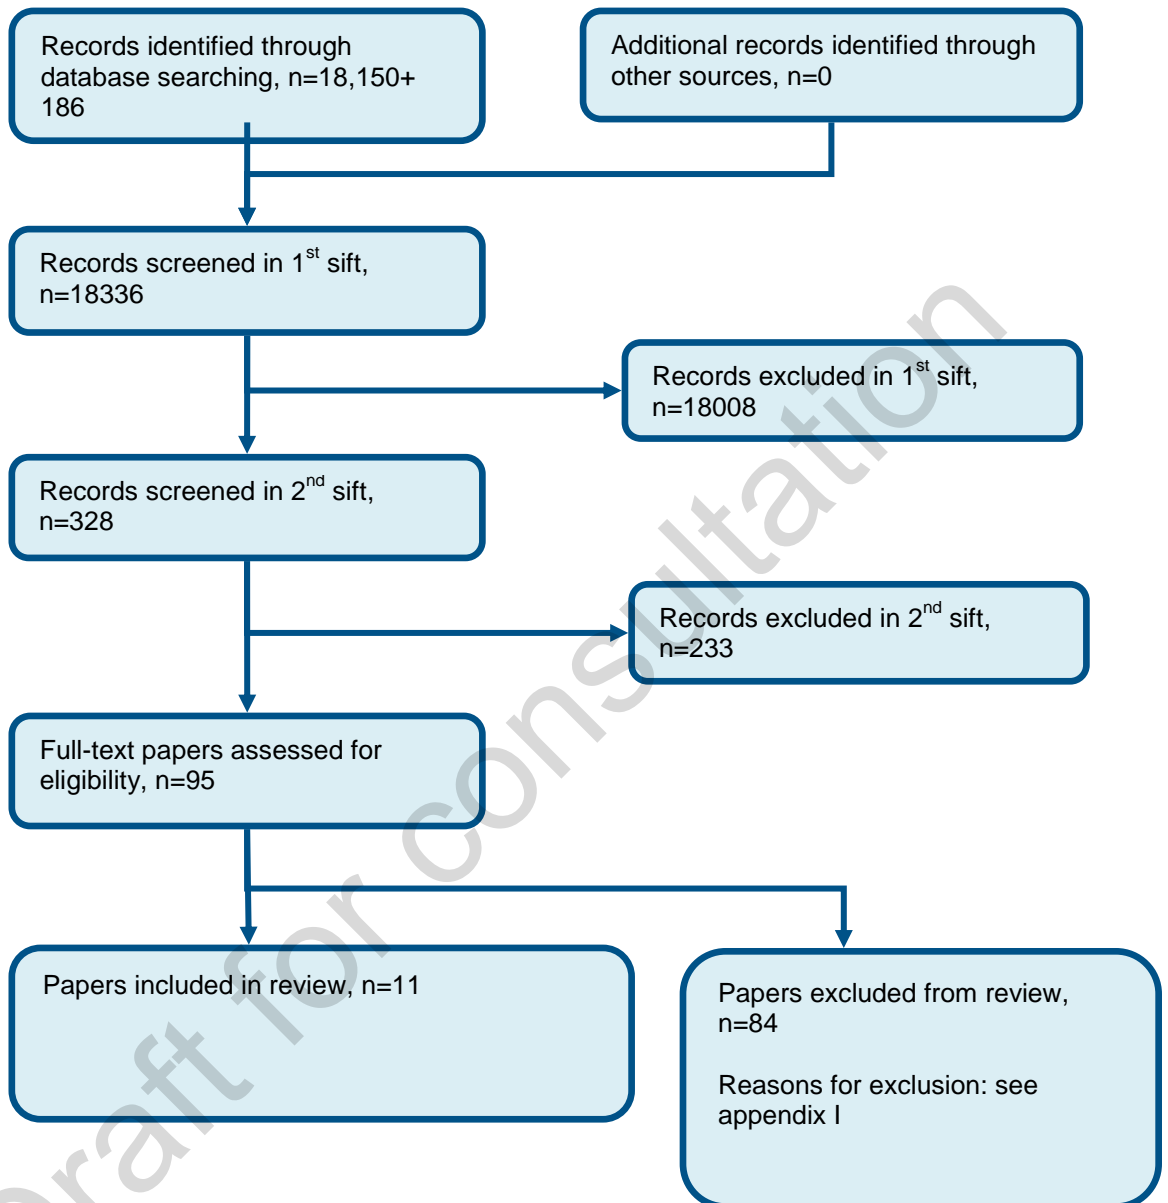 Records identified through
database searching, n=18,150+
186
Additional records identified through
other sources, n=0
Records screened in 1st sift,
n=18336
Records excluded in 1st sift,
n=18008
Records screened in 2nd sift,
n=328
Records excluded in 2nd sift,
n=233
Full-text papers assessed for
eligibility, n=95
Papers included in review, n=11
Papers excluded from review,
n=84
Reasons for exclusion: see
appendix I
Draft for consultation